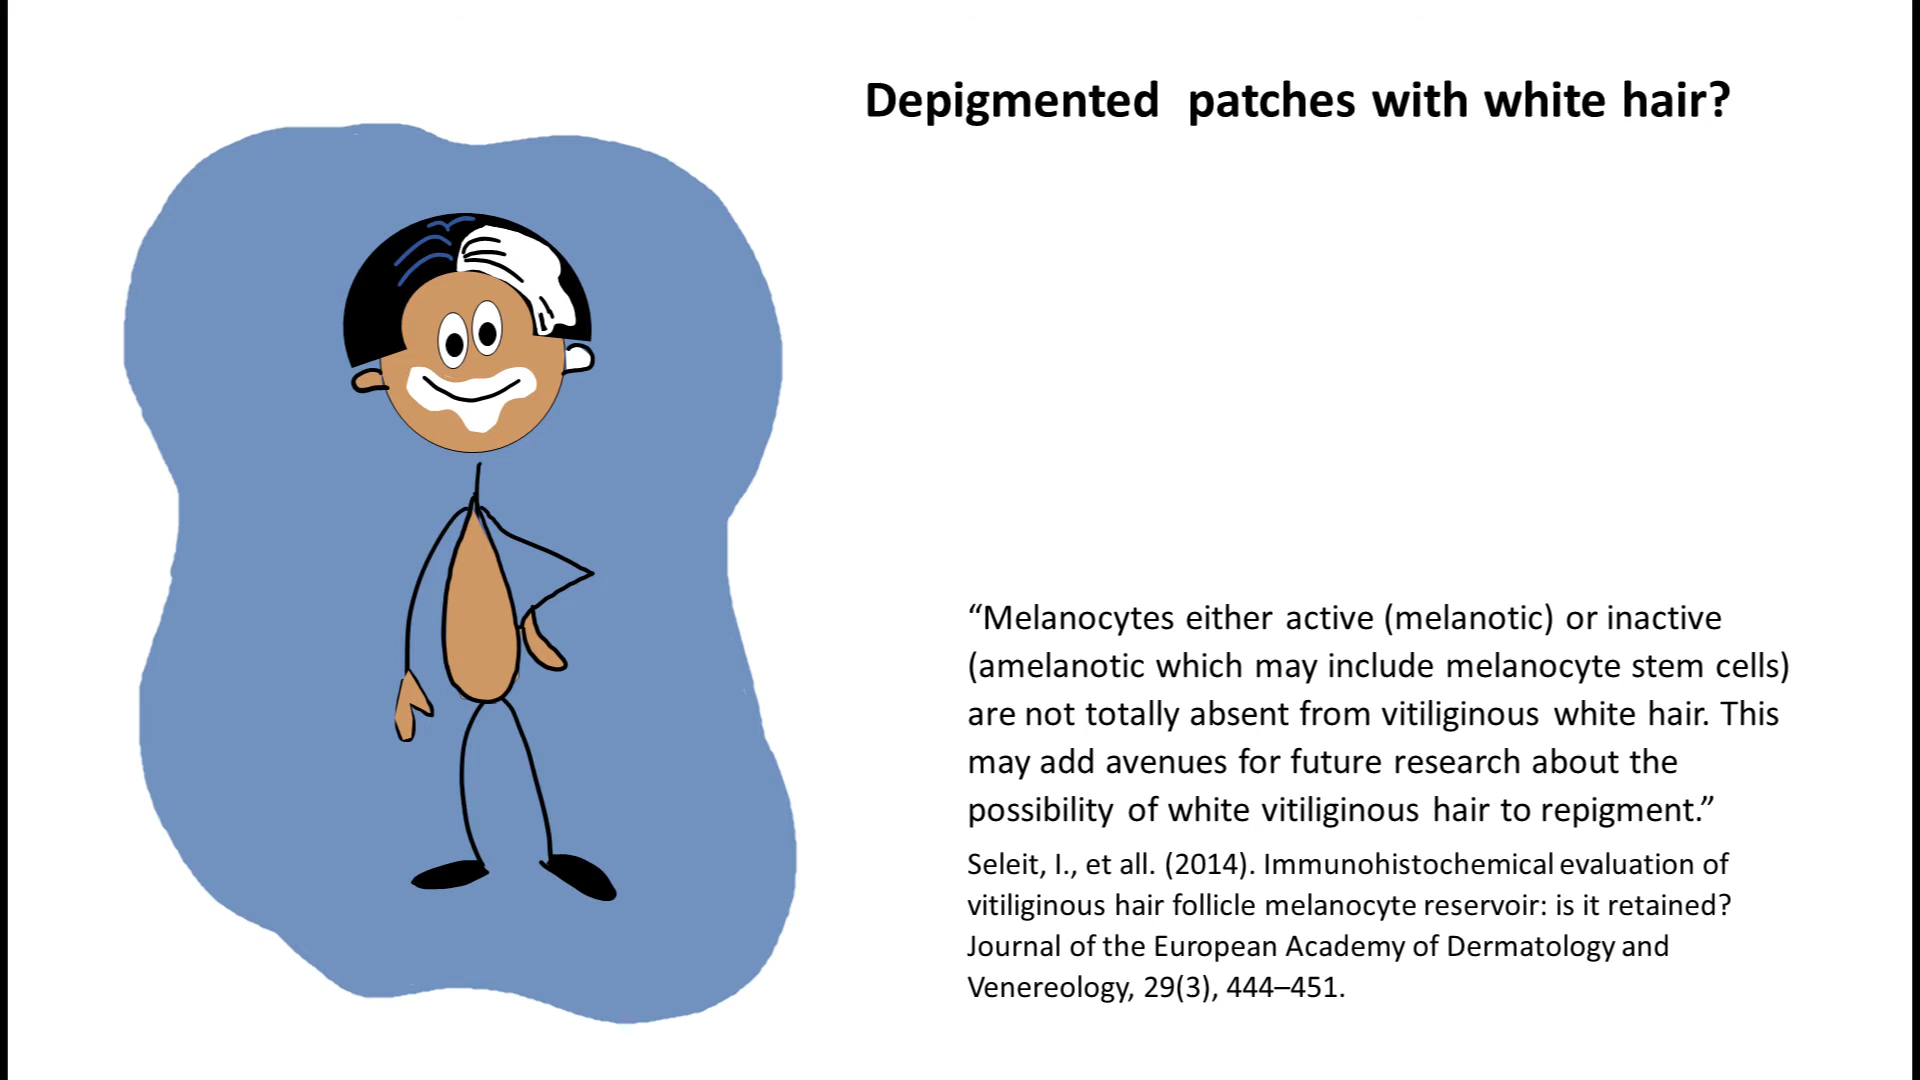 Depigmented patches with white hair?
“Melanocytes either active (melanotic) or inactive
(amelanotic which may include melanocyte stem cells)
are not totally absent from vitiliginous white hair. This
may add avenues for future research about the
possibility of white vitiliginous hair to repigment.”
Seleit, I., et all. (2014). Immunohistochemical evaluation of
vitiliginous hair follicle melanocyte reservoir: is it retained?
Journal of the European Academy of Dermatology and
Venereology, 29(3), 444–451.